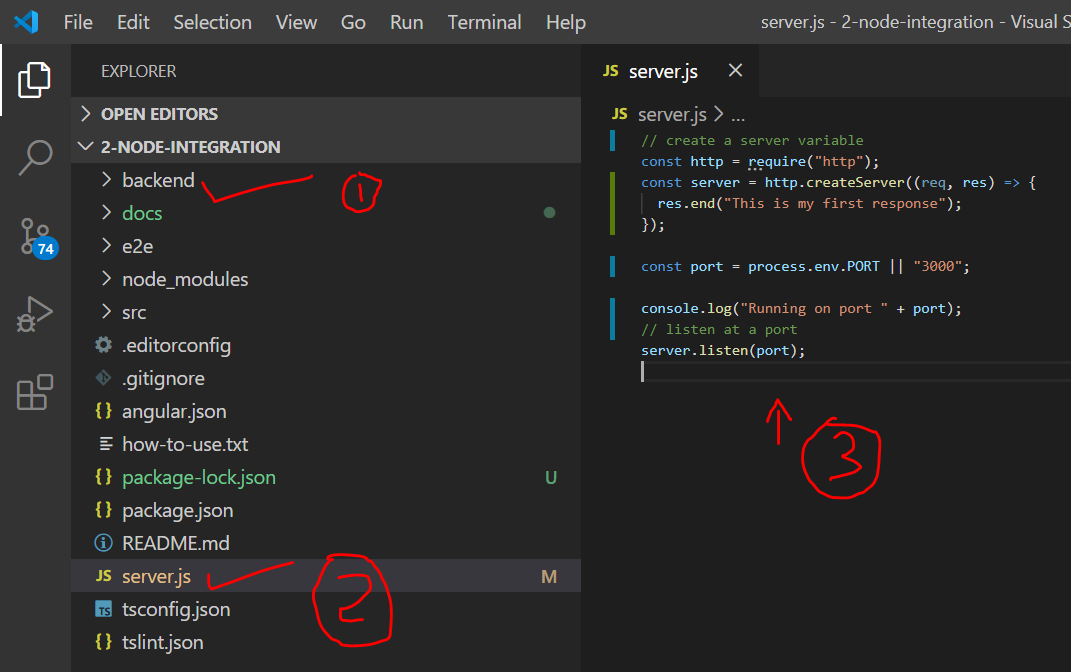 File Edit Selection View Go Run Terminal Help server.js - 2-node-integration - Visual S
EXPLORER
OPEN EDITORS
2-NODE-INTEGRATION
backend
1
docs
e2e
node_modules
src
.editorconfig
.gitignore
angular.json
how-to-use.txt
package-lock.json U
package.json
README.md
JS server.js M
2
TS tsconfig.json
{} tslint.json
74
JS server.js
JS server.js > ...
// create a server variable
const http = require("http");
const server = http.createServer((req, res) => {
res.end("This is my first response");
});
const port = process.env.PORT || "3000";
console.log("Running on port " + port);
// listen at a port
server.listen(port);
3